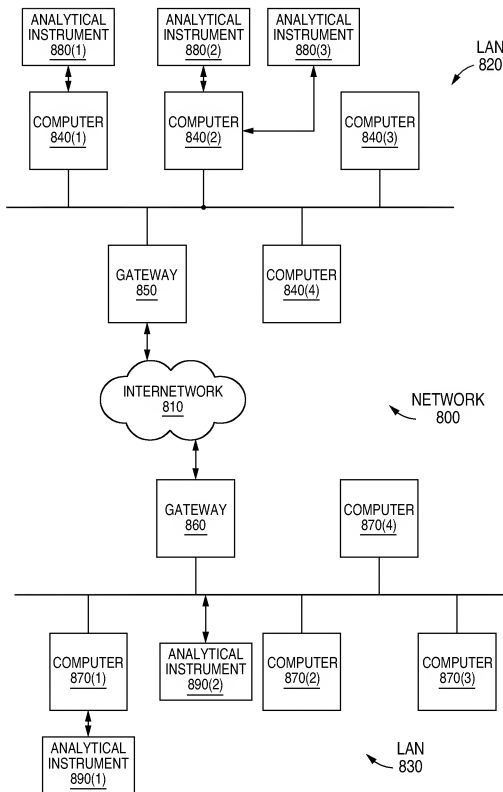 ANALYTICAL
INSTRUMENT
880(1)
ANALYTICAL
INSTRUMENT
880(2)
ANALYTICAL
INSTRUMENT
880(3)
LAN
820
COMPUTER
840(1)
COMPUTER
840(2)
COMPUTER
840(3)
GATEWAY
850
COMPUTER
840(4)
INTERNETWORK
810
NETWORK
800
GATEWAY
860
COMPUTER
870(4)
COMPUTER
870(1)
ANALYTICAL
INSTRUMENT
890(2)
COMPUTER
870(2)
COMPUTER
870(3)
ANALYTICAL
INSTRUMENT
890(1)
LAN
830